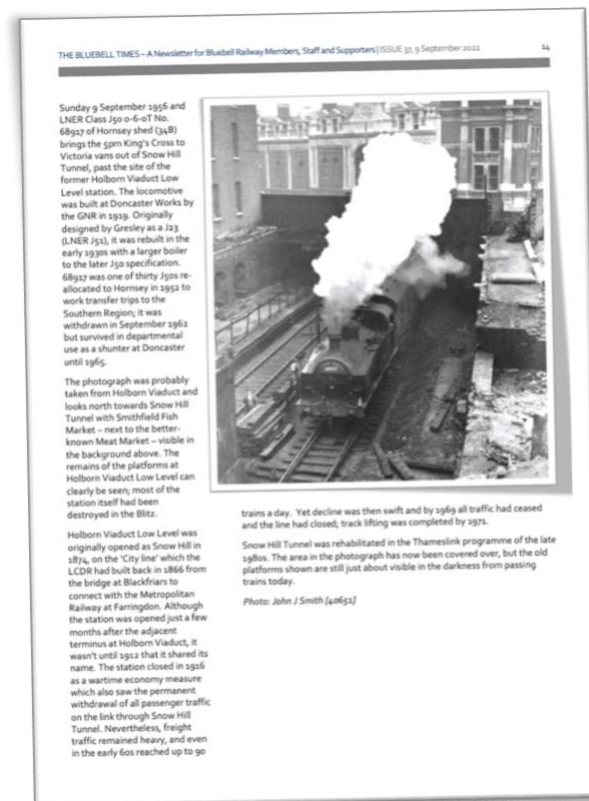 THE BLUEBELL TIMES – A Newsletter for Bluebell Railway Members, Staff and Supporters | ISSUE 37, 9 September 2022 14
Sunday 9 September 1956 and
LNER Class J50 0-6-0T No.
68917 of Hornsey shed (34B)
brings the 5pm King's Cross to
Victoria vans out of Snow Hill
Tunnel, past the site of the
former Holborn Viaduct Low
Level station. The locomotive
was built at Doncaster Works by
the GNR in 1919. Originally
designed by Gresley as a J23
(LNER J51), it was rebuilt in the
early 1930s with a larger boiler
to the later J50 specification.
68917 was one of thirty J50s re-
allocated to Hornsey in 1952 to
work transfer trips to the
Southern Region; it was
withdrawn in September 1962
but survived in departmental
use as a shunter at Doncaster
until 1965.
The photograph was probably
taken from Holborn Viaduct and
looks north towards Snow Hill
Tunnel with Smithfield Fish
Market – next to the better-
known Meat Market – visible in
the background above. The
remains of the platforms at
Holborn Viaduct Low Level can
clearly be seen; most of the
station itself had been
destroyed in the Blitz.
Holborn Viaduct Low Level was
originally opened as Snow Hill in
1874, on the 'City line' which the
LCDR had built back in 1866 from
the bridge at Blackfriars to
connect with the Metropolitan
Railway at Farringdon. Although
the station was opened just a few
months after the adjacent
terminus at Holborn Viaduct, it
wasn't until 1912 that it shared its
name. The station closed in 1916
as a wartime economy measure
which also saw the permanent
withdrawal of all passenger traffic
on the link through Snow Hill
Tunnel. Nevertheless, freight
traffic remained heavy, and even
in the early 60s reached up to 90
trains a day. Yet decline was then swift and by 1969 all traffic had ceased
and the line had closed; track lifting was completed by 1971.
Snow Hill Tunnel was rehabilitated in the Thameslink programme of the late
1980s. The area in the photograph has now been covered over, but the old
platforms shown are still just about visible in the darkness from passing
trains today.
Photo: John J Smith [40651]